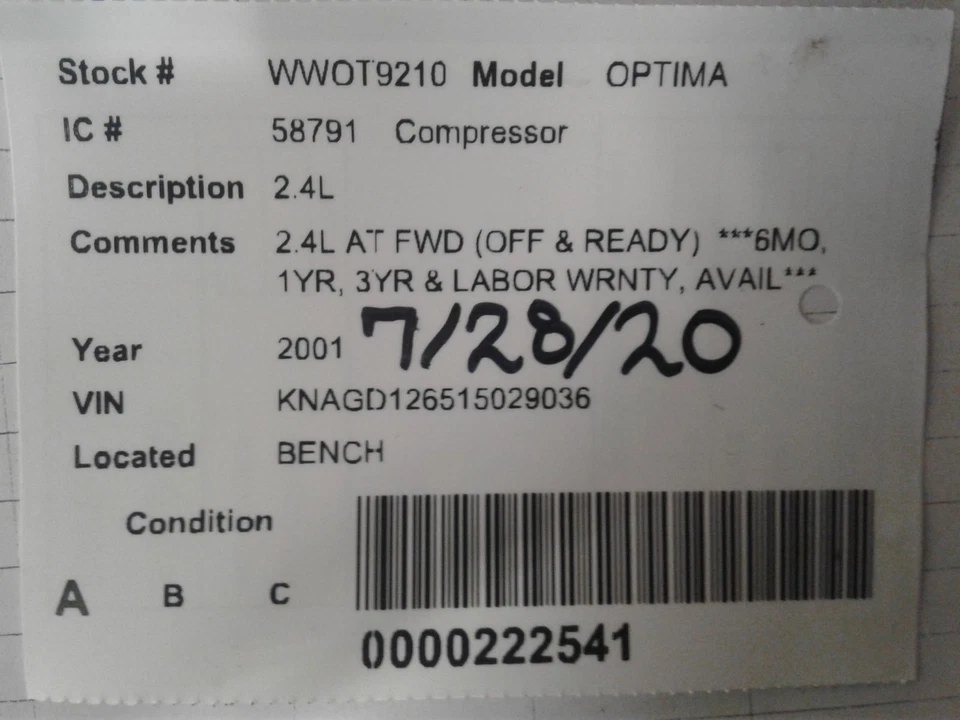 Stock # WWOT9210 Model OPTIMA
IC # 58791 Compressor
Description 2.4L
Comments 2.4L AT FWD (OFF & READY) ***6MO,
1YR, 3YR & LABOR WRNTY, AVAIL***
Year 2001 7/28/20
VIN KNAGD126515029036
Located BENCH
Condition
A B C
0000222541